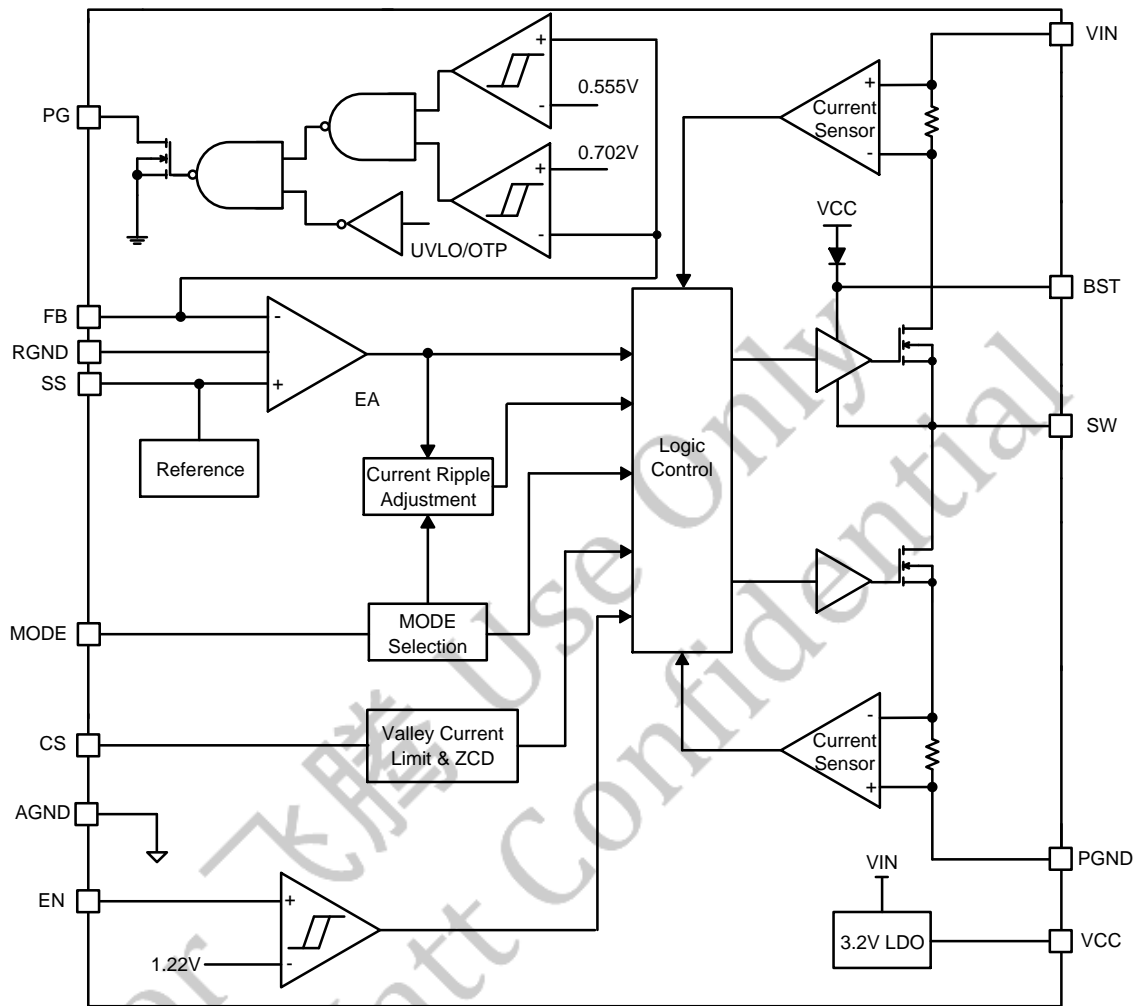 VIN
+
0.555V
-
+
Current
Sensor
-
PG
0.702V
+
-
UVLO/OTP
VCC
BST
FB
-
RGND
SS
+
EA
SW
Reference
Current Ripple
Adjustment
Logic
Control
MODE
MODE
Selection
CS
Valley Current
Limit & ZCD
-
Current
Sensor
+
AGND
PGND
EN
+
VIN
1.22V
-
3.2V LDO
VCC
飞腾 Use Only
Confidential